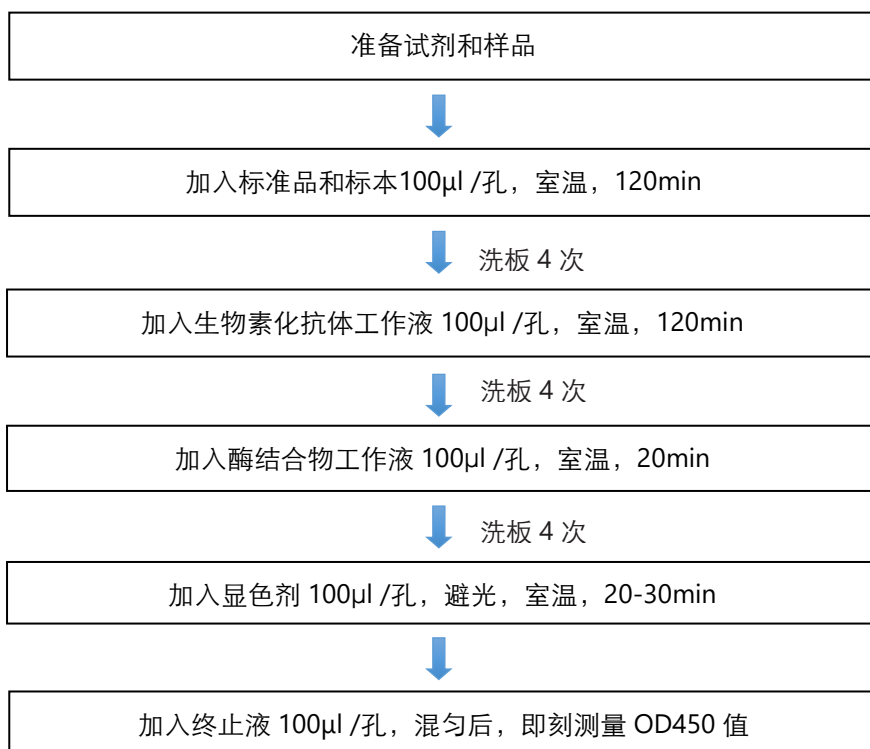 准备试剂和样品
加入标准品和标本100μl /孔，室温，120min
洗板 4 次
加入生物素化抗体工作液 100μl /孔，室温，120min
洗板 4 次
加入酶结合物工作液 100μl /孔，室温，20min
洗板 4 次
加入显色剂 100μl /孔，避光，室温，20-30min
加入终止液 100μl /孔，混匀后，即刻测量 OD450 值